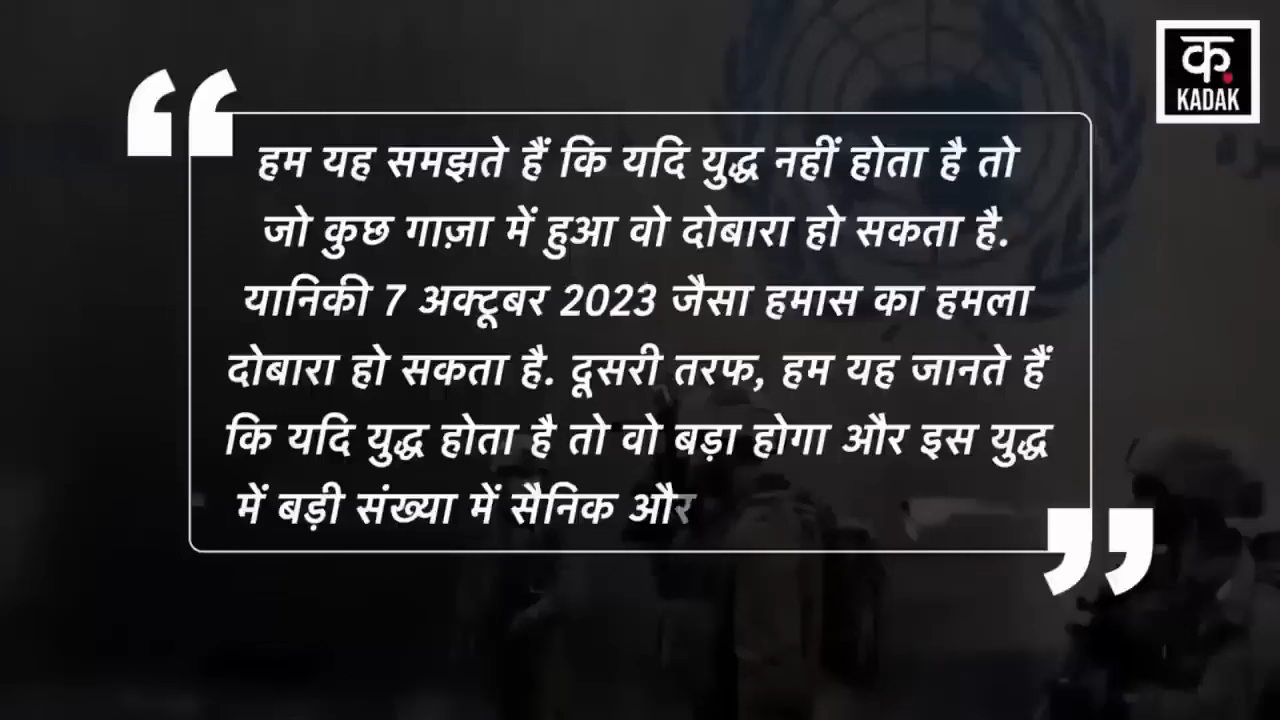 क
KADAK
हम यह समझते हैं कि यदि युद्ध नहीं होता है तो
जो कुछ गाज़ा में हुआ वो दोबारा हो सकता है.
यानिकी 7 अक्टूबर 2023 जैसा हमास का हमला
दोबारा हो सकता है. दूसरी तरफ, हम यह जानते हैं
कि यदि युद्ध होता है तो वो बड़ा होगा और इस युद्ध
में बड़ी संख्या में सैनिक और